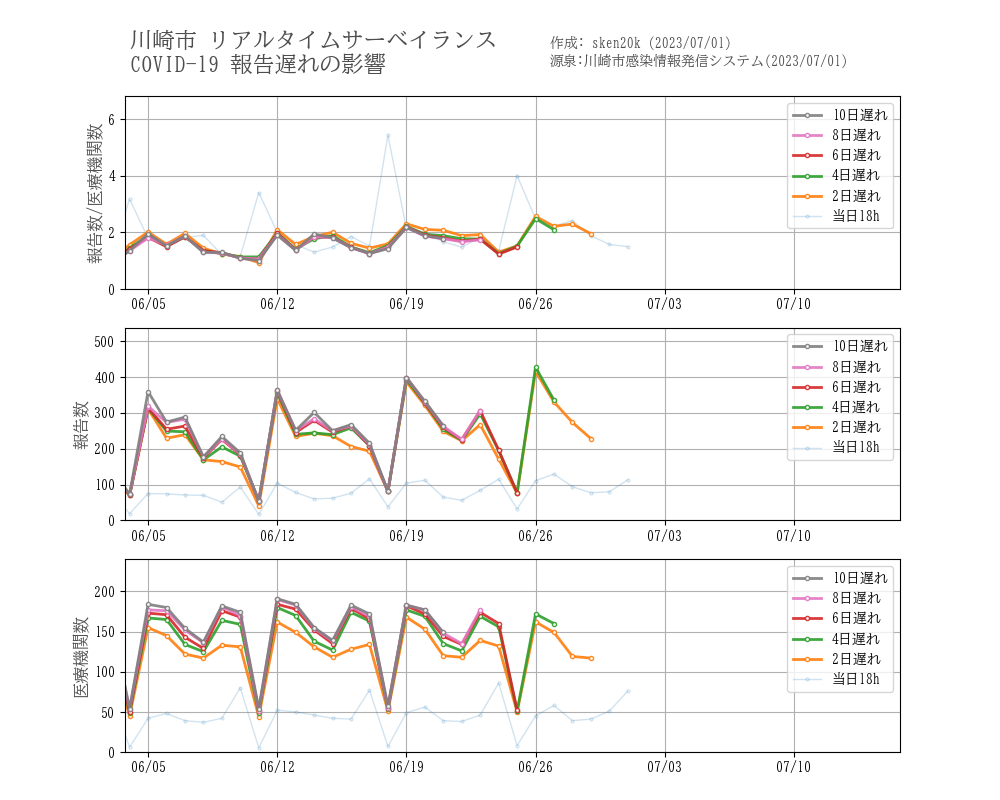 川崎市 リアルタイムサーベイランス
COVID-19 報告遅れの影響
作成: sken20k (2023/07/01)
源泉:川崎市感染情報発信システム(2023/07/01)
報告数/医療機関数
6
4
2
0
10日遅れ
8日遅れ
6日遅れ
4日遅れ
2日遅れ
当日18h
06/05
06/12
06/19
06/26
07/03
07/10
報告数
500
400
300
200
100
0
10日遅れ
8日遅れ
6日遅れ
4日遅れ
2日遅れ
当日18h
06/05
06/12
06/19
06/26
07/03
07/10
医療機関数
200
150
100
50
0
10日遅れ
8日遅れ
6日遅れ
4日遅れ
2日遅れ
当日18h
06/05
06/12
06/19
06/26
07/03
07/10